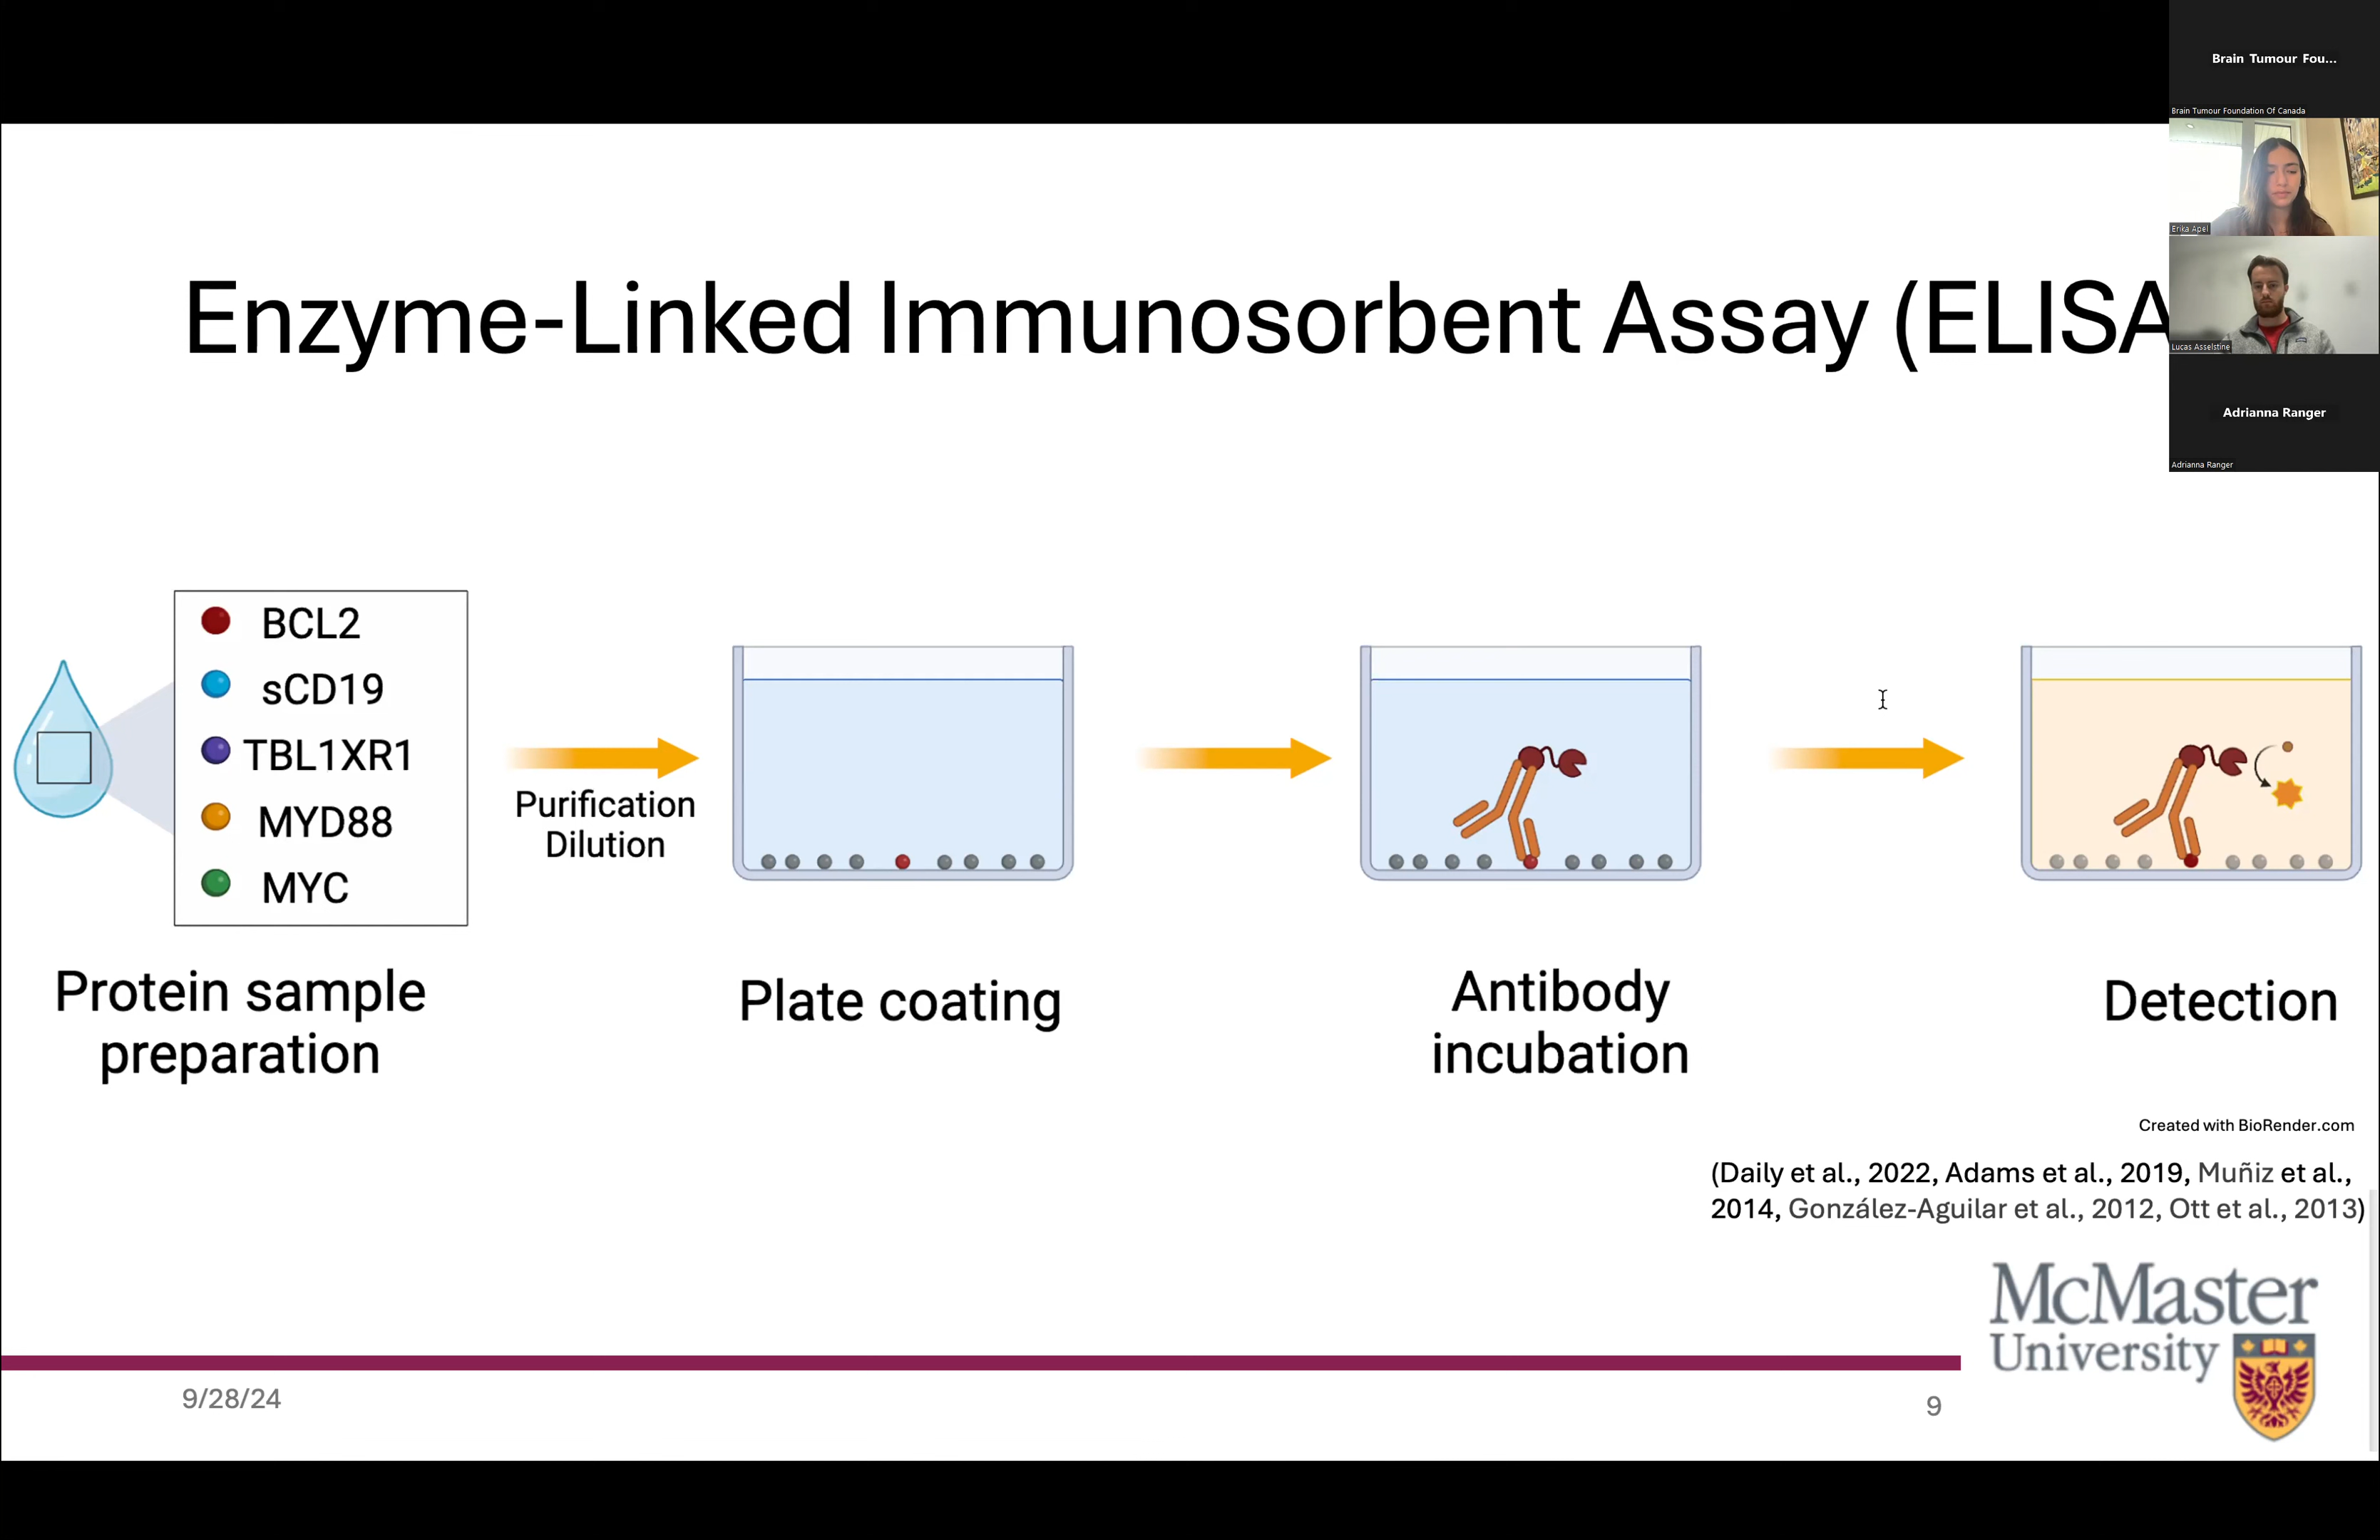 Brain Tumour Fou...
Brain Tumour Foundation Of Canada
Erika Apel
Lucas Asselstine
Adrianna Ranger
Adrianna Ranger
Enzyme-Linked Immunosorbent Assay (ELISA
BCL2
sCD19
TBL1XR1
MYD88
MYC
Purification
Dilution
Protein sample
preparation
Plate coating
Antibody
incubation
Detection
Created with BioRender.com
(Daily et al., 2022, Adams et al., 2019, Muñiz et al.,
2014, González-Aguilar et al., 2012, Ott et al., 2013)
McMaster
University
9/28/24
9